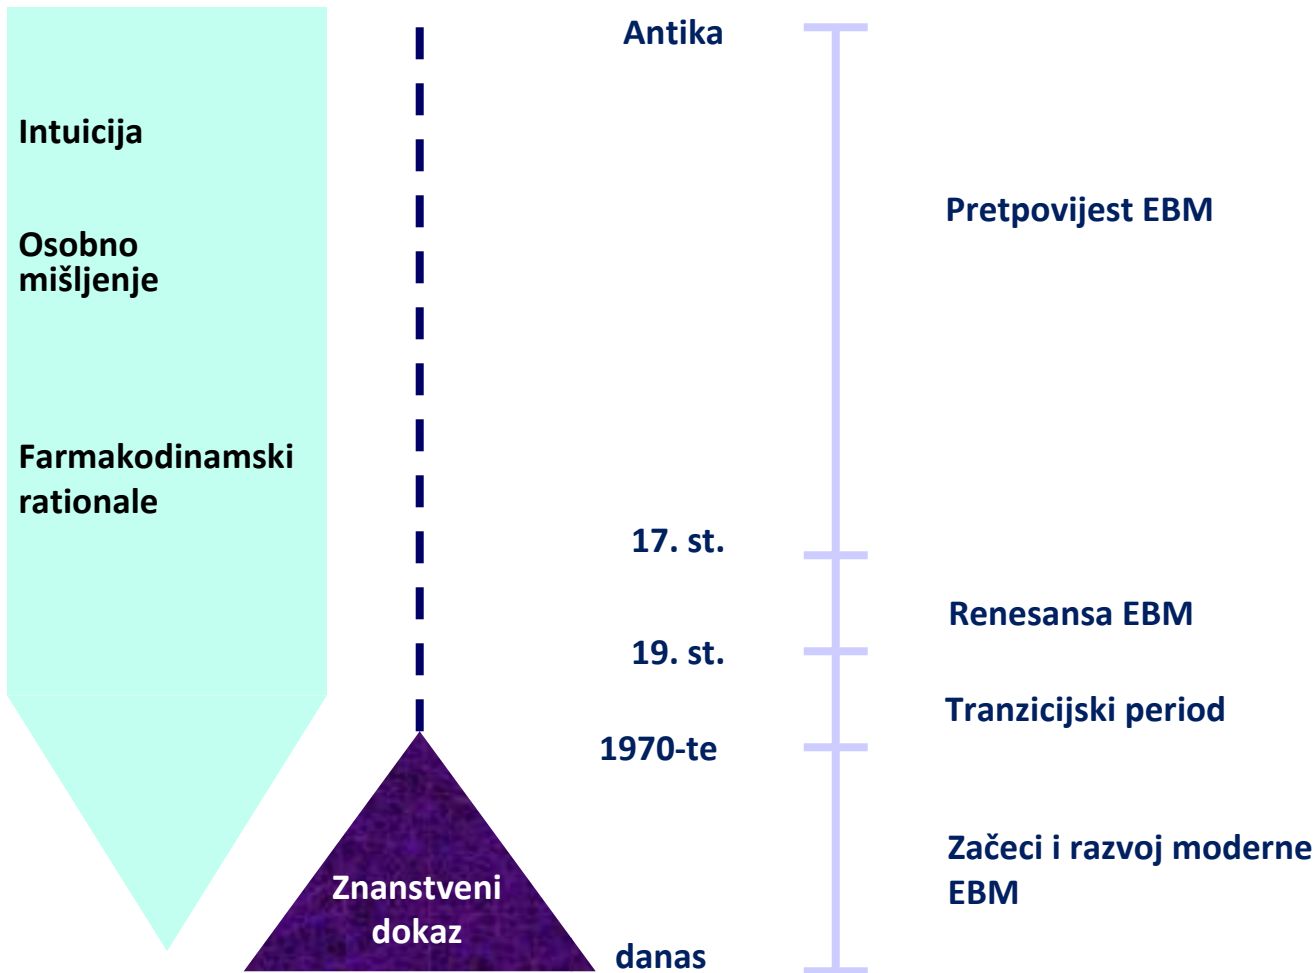 Intuicija
Osobno
mišljenje
Farmakodinamski
rationale
Znanstveni
dokaz
Antika
17. st.
19. st.
1970-te
danas
Pretpovijest EBM
Renesansa EBM
Tranzicijski period
Začeci i razvoj moderne
EBM